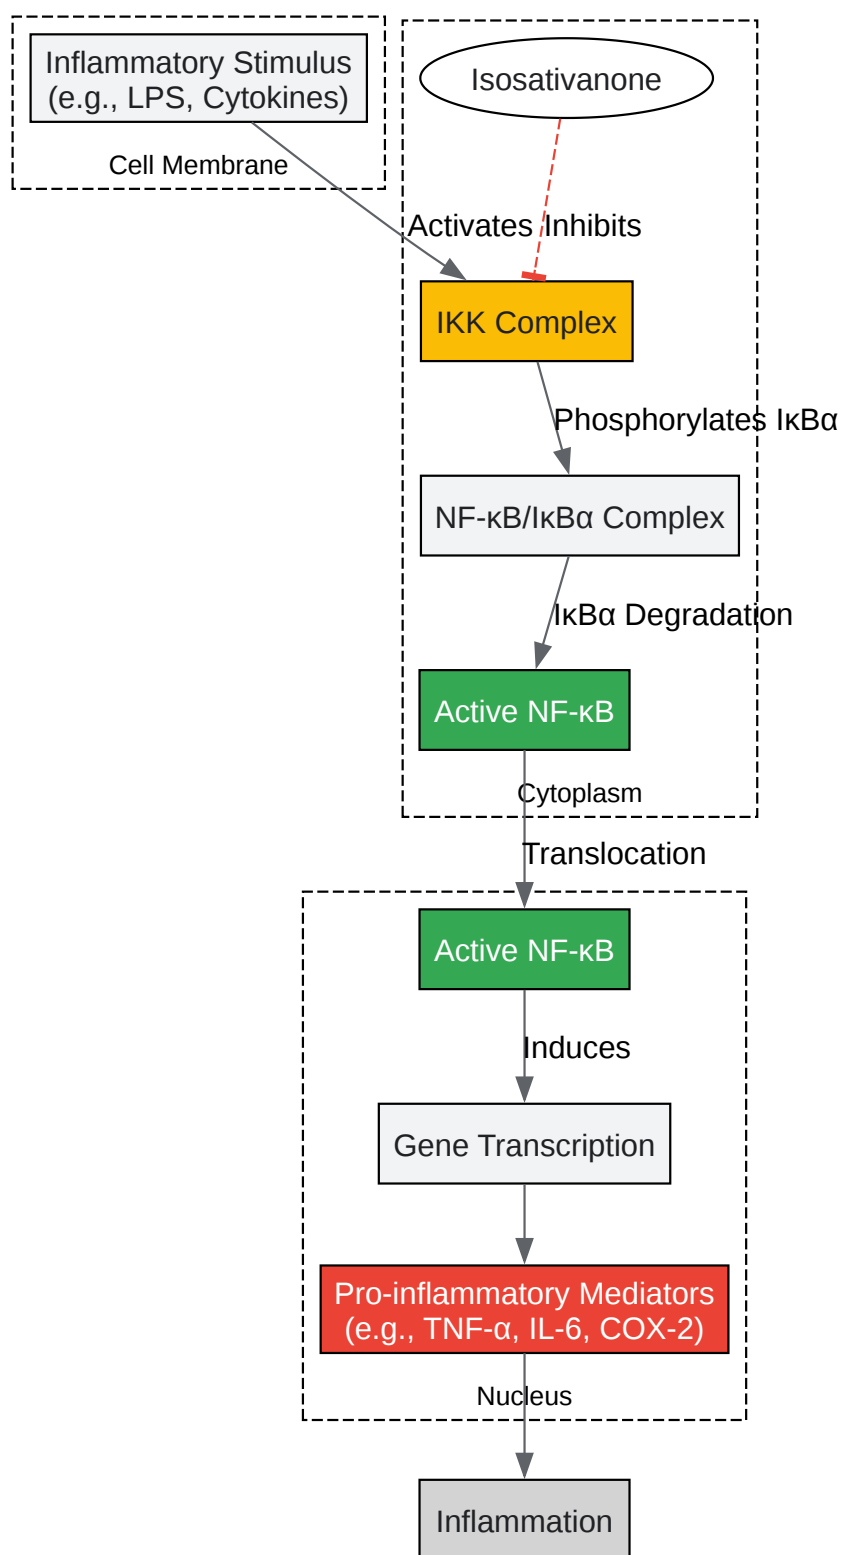 Inflammatory Stimulus
(e.g., LPS, Cytokines)
Cell Membrane
Isosativanone
Activates
Inhibits
IKK Complex
Phosphorylates IκBα
NF-κB/IκBα Complex
IκBα Degradation
Active NF-κB
Cytoplasm
Translocation
Active NF-κB
Induces
Gene Transcription
Pro-inflammatory Mediators
(e.g., TNF-α, IL-6, COX-2)
Nucleus
Inflammation